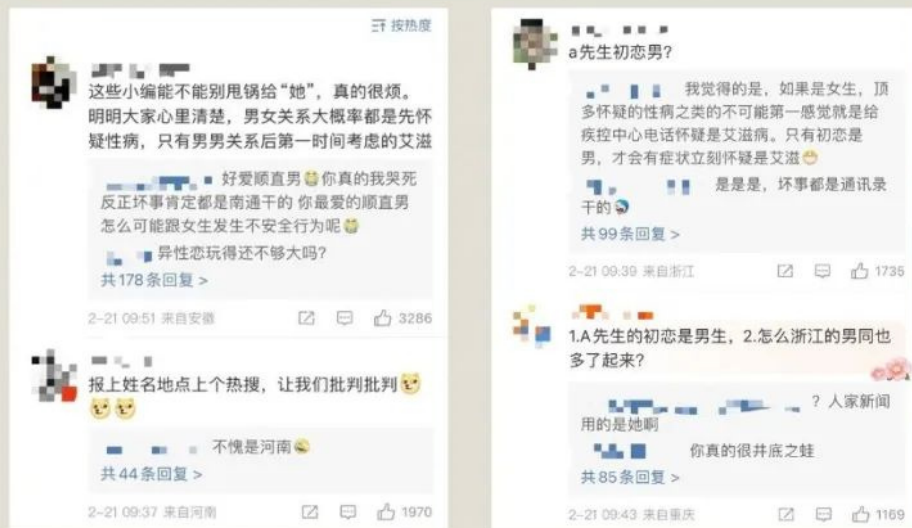 按热度
这些小编能不能别甩锅给“她”，真的很烦。
明明大家心里清楚，男女关系大概率都是先怀
疑性病，只有男男关系后第一时间考虑的艾滋
好爱顺直男你真的我哭死
反正坏事肯定都是南通干的 你最爱的顺直男
怎么可能跟女生发生不安全行为呢
异性恋玩得还不够大吗？
共178条回复 >
2-21 09:51 来自安徽
3286
报上姓名地点上个热搜，让我们批判批判
不愧是河南
共44条回复 >
2-21 09:37 来自河南
1970
a先生初恋男？
我觉得的是，如果是女生，顶
多怀疑的性病之类的不可能第一感觉就是给
疾控中心电话怀疑是艾滋病。只有初恋是
男，才会有症状立刻怀疑是艾滋
是是是，坏事都是通讯录
干的
共99条回复 >
2-21 09:39 来自浙江
1735
1.A先生的初恋是男生，2.怎么浙江的男同也
多了起来？
？人家新闻
用的是她啊
你真的很井底之蛙
共85条回复 >
2-21 09:43 来自重庆
1169